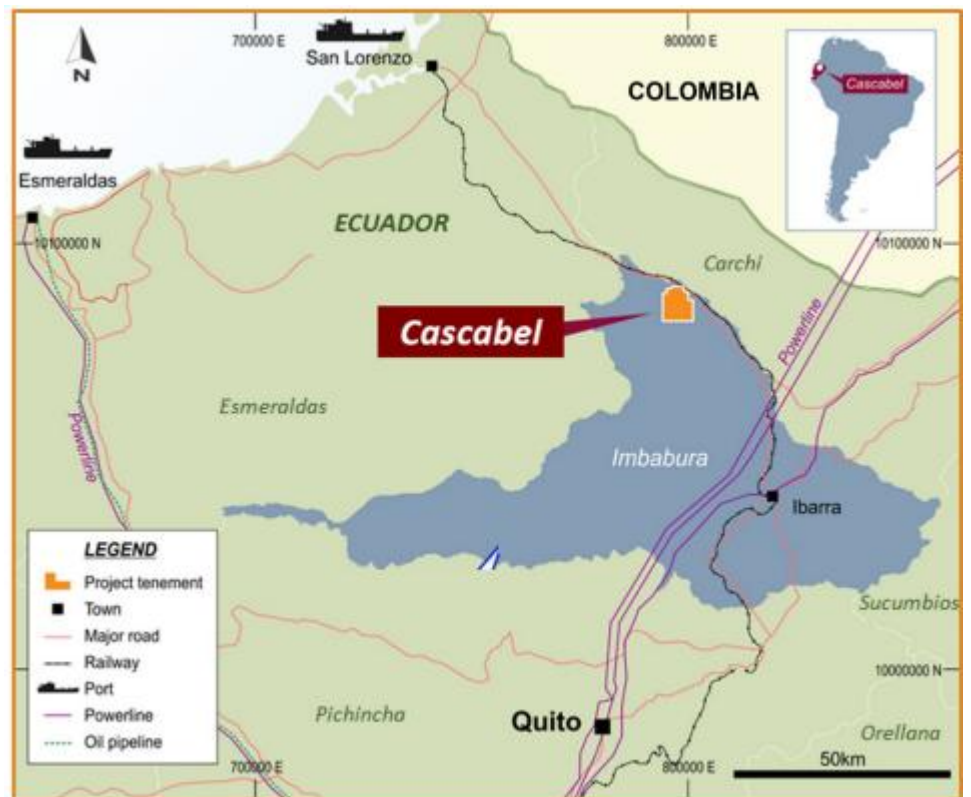 700000 E
800000 E
San Lorenzo
N
COLOMBIA
Cascabel
Esmeraldas
ECUADOR
10100000 N
10100000 N
Carchi
Cascabel
Powerline
Esmeraldas
Powerline
Imbabura
Ibarra
LEGEND
Project tenement
Town
Major road
Railway
Port
Powerline
Oil pipeline
Sucumbios
10000000 N
Pichincha
Quito
Orellana
700000 E
800000 E
50km